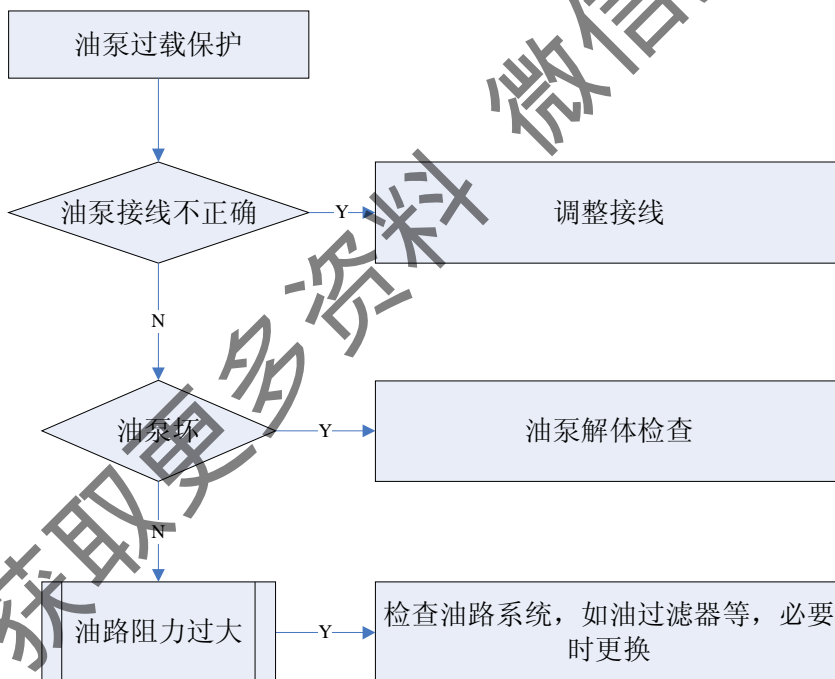 油泵过载保护
油泵接线不正确
Y
调整接线
N
油泵坏
Y
油泵解体检查
N
油路阻力过大
Y
检查油路系统，如油过滤器等，必要
时更换
获取更多资料 微信